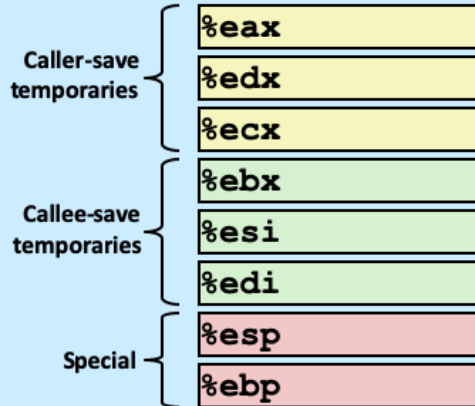 %eax
Caller-save
temporaries
%edx
%ecx
%ebx
Callee-save
temporaries
%esi
%edi
%esp
Special
%ebp